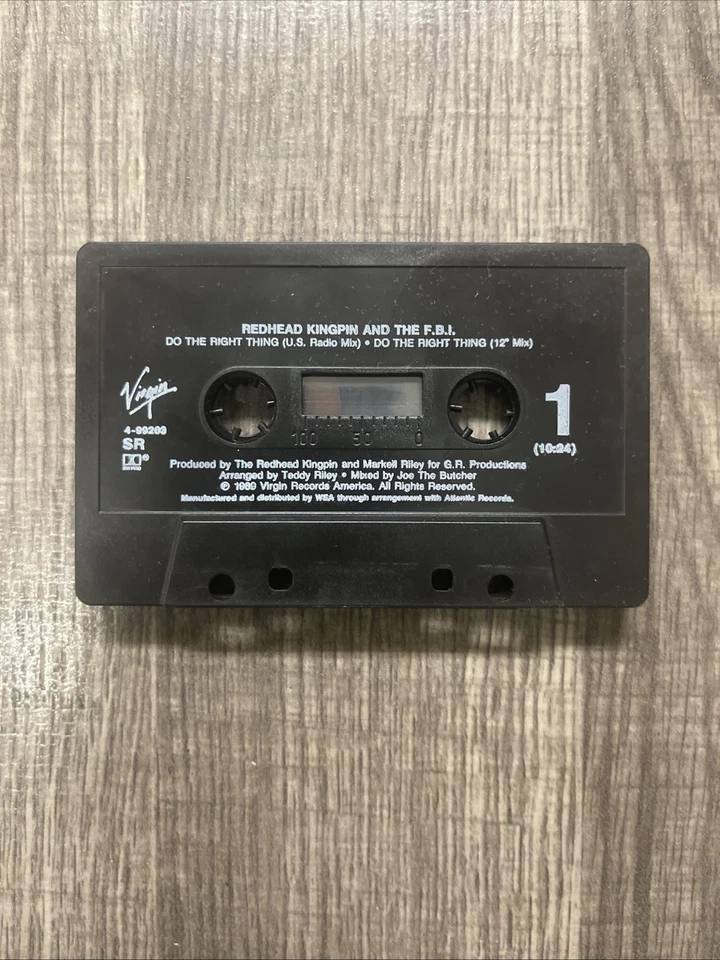 REDHEAD KINGPIN AND THE F.B.I.
DO THE RIGHT THING (U.S. Radio Mix) • DO THE RIGHT THING (12" Mix)
Virgin
4-99203
SR
1
(10:24)
100 50 0
Produced by The Redhead Kingpin and Markell Riley for G.R. Productions
Arranged by Teddy Riley • Mixed by Joe The Butcher
℗ 1989 Virgin Records America. All Rights Reserved.
Manufactured and distributed by WEA through arrangement with Atlantic Records.